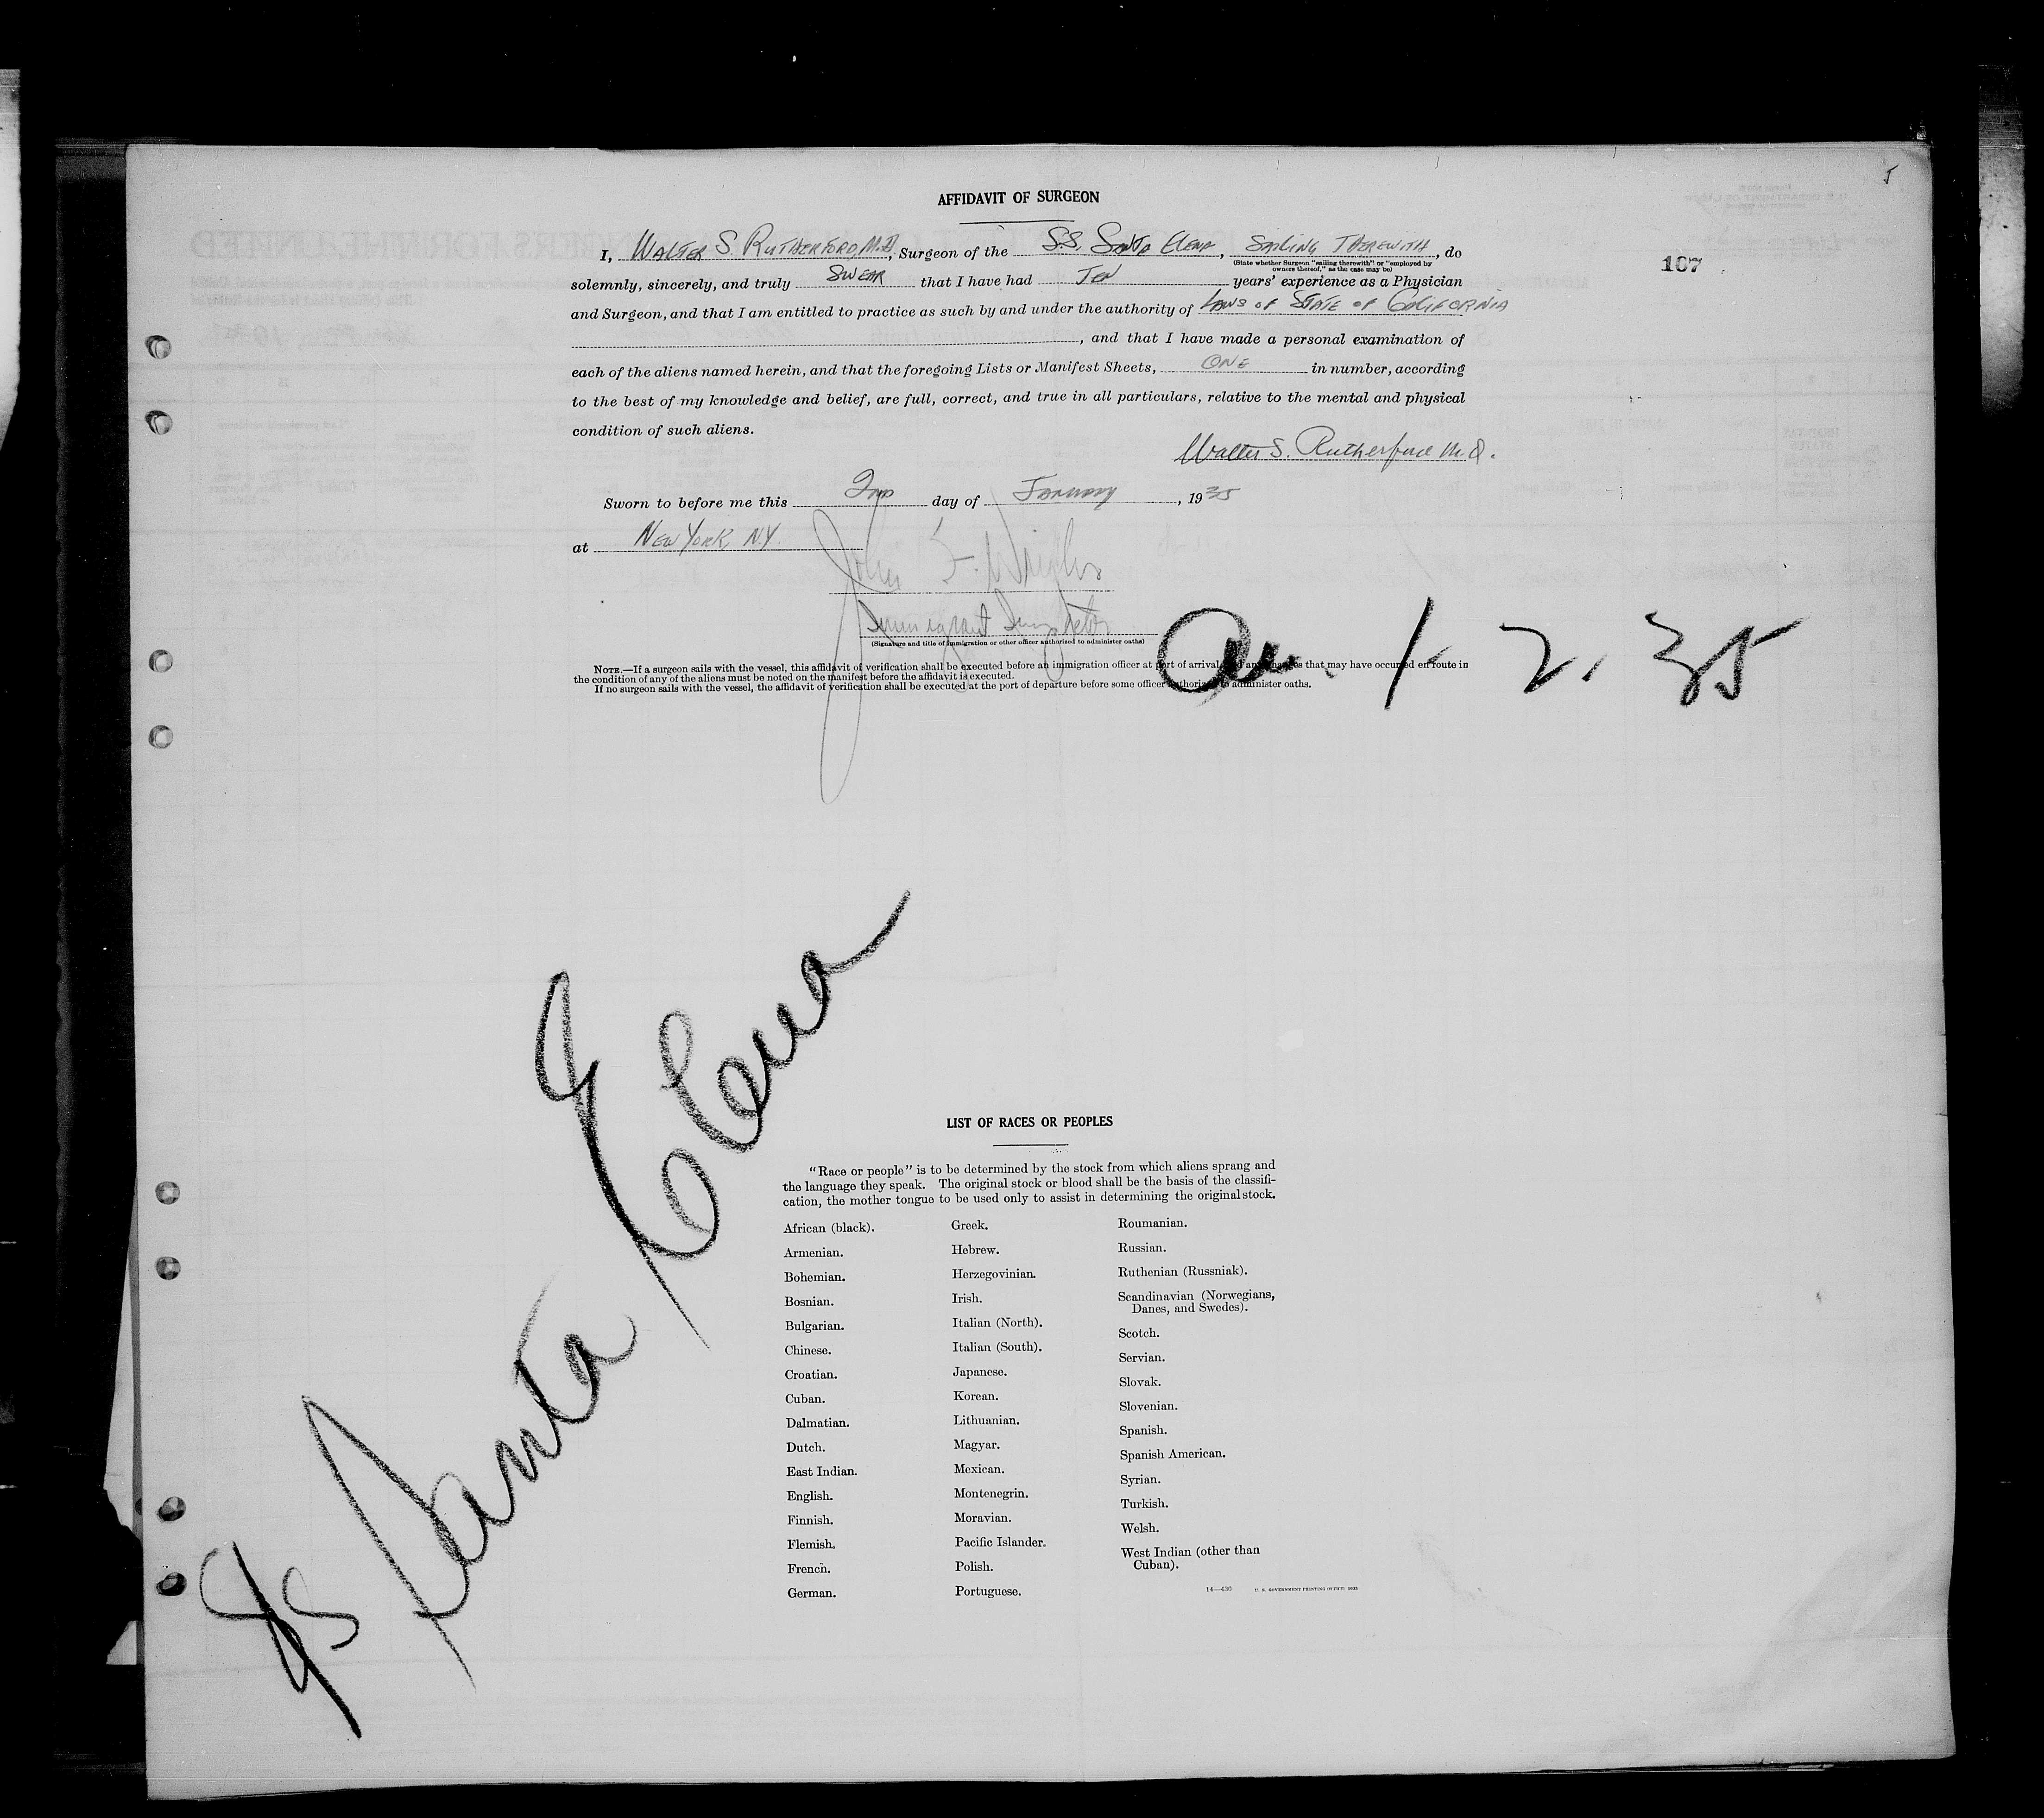 AFFIDAVIT OF SURGEON
I, WALTER S. RUTHERFORD, M.D., Surgeon of the S.S. SANTA ELENA, SAILING THEREWITH, do
(State whether Surgeon "sailing therewith" or "employed by
owners thereof," as the case may be)
107
solemnly, sincerely, and truly SWEAR that I have had TEN years' experience as a Physician
and Surgeon, and that I am entitled to practice as such by and under the authority of LAWS OF STATE OF CALIFORNIA
, and that I have made a personal examination of
each of the aliens named herein, and that the foregoing Lists or Manifest Sheets, ONE in number, according
to the best of my knowledge and belief, are full, correct, and true in all particulars, relative to the mental and physical
condition of such aliens.
Walter S. Rutherford M.D.
Sworn to before me this 2ND day of JANUARY, 1935
at NEW YORK, N.Y.
John F.
Immigrant Inspector
(Signature and title of immigration or other officer authorized to administer oaths)
1 2. 35
NOTE.—If a surgeon sails with the vessel, this affidavit of verification shall be executed before an immigration officer at port of arrival and any changes that may have occurred en route in
the condition of any of the aliens must be noted on the manifest before the affidavit is executed.
If no surgeon sails with the vessel, the affidavit of verification shall be executed at the port of departure before some officer authorized to administer oaths.
SS Santa Elena
LIST OF RACES OR PEOPLES
"Race or people" is to be determined by the stock from which aliens sprang and
the language they speak. The original stock or blood shall be the basis of the classifi-
cation, the mother tongue to be used only to assist in determining the original stock.
African (black).
Armenian.
Bohemian.
Bosnian.
Bulgarian.
Chinese.
Croatian.
Cuban.
Dalmatian.
Dutch.
East Indian.
English.
Finnish.
Flemish.
French.
German.
Greek.
Hebrew.
Herzegovinian.
Irish.
Italian (North).
Italian (South).
Japanese.
Korean.
Lithuanian.
Magyar.
Mexican.
Montenegrin.
Moravian.
Pacific Islander.
Polish.
Portuguese.
Roumanian.
Russian.
Ruthenian (Russniak).
Scandinavian (Norwegians,
Danes, and Swedes).
Scotch.
Servian.
Slovak.
Slovenian.
Spanish.
Spanish American.
Syrian.
Turkish.
Welsh.
West Indian (other than
Cuban).
14—430 U. S. GOVERNMENT PRINTING OFFICE: 1933